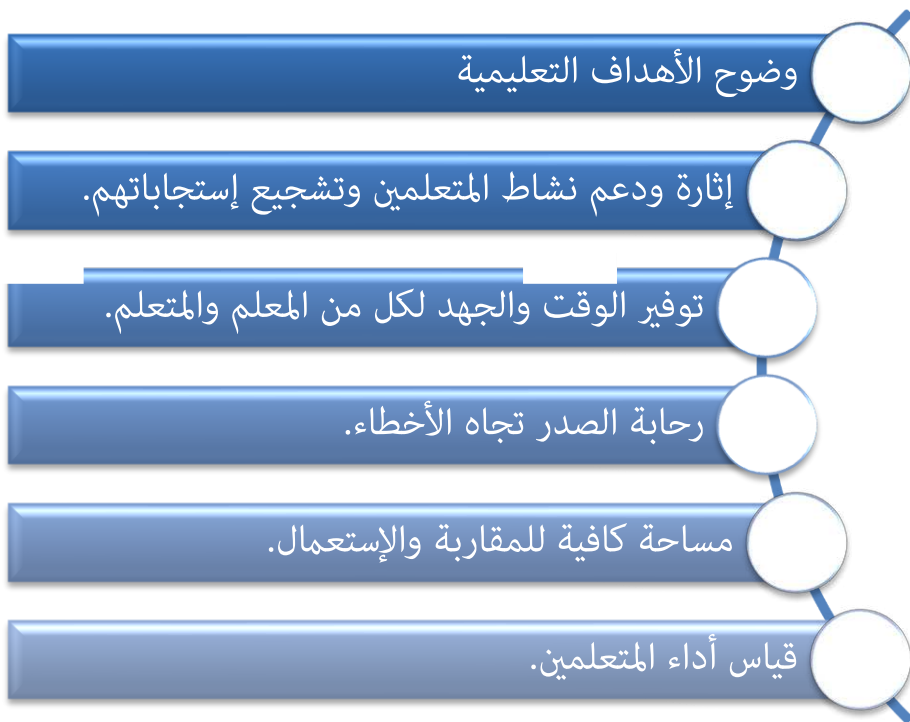 وضوح الأهداف التعليمية
إثارة ودعم نشاط المتعلمين وتشجيع إستجاباتهم.
توفير الوقت والجهد لكل من المعلم والمتعلم.
رحابة الصدر تجاه الأخطاء.
مساحة كافية للمقاربة والإستعمال.
قياس أداء المتعلمين.